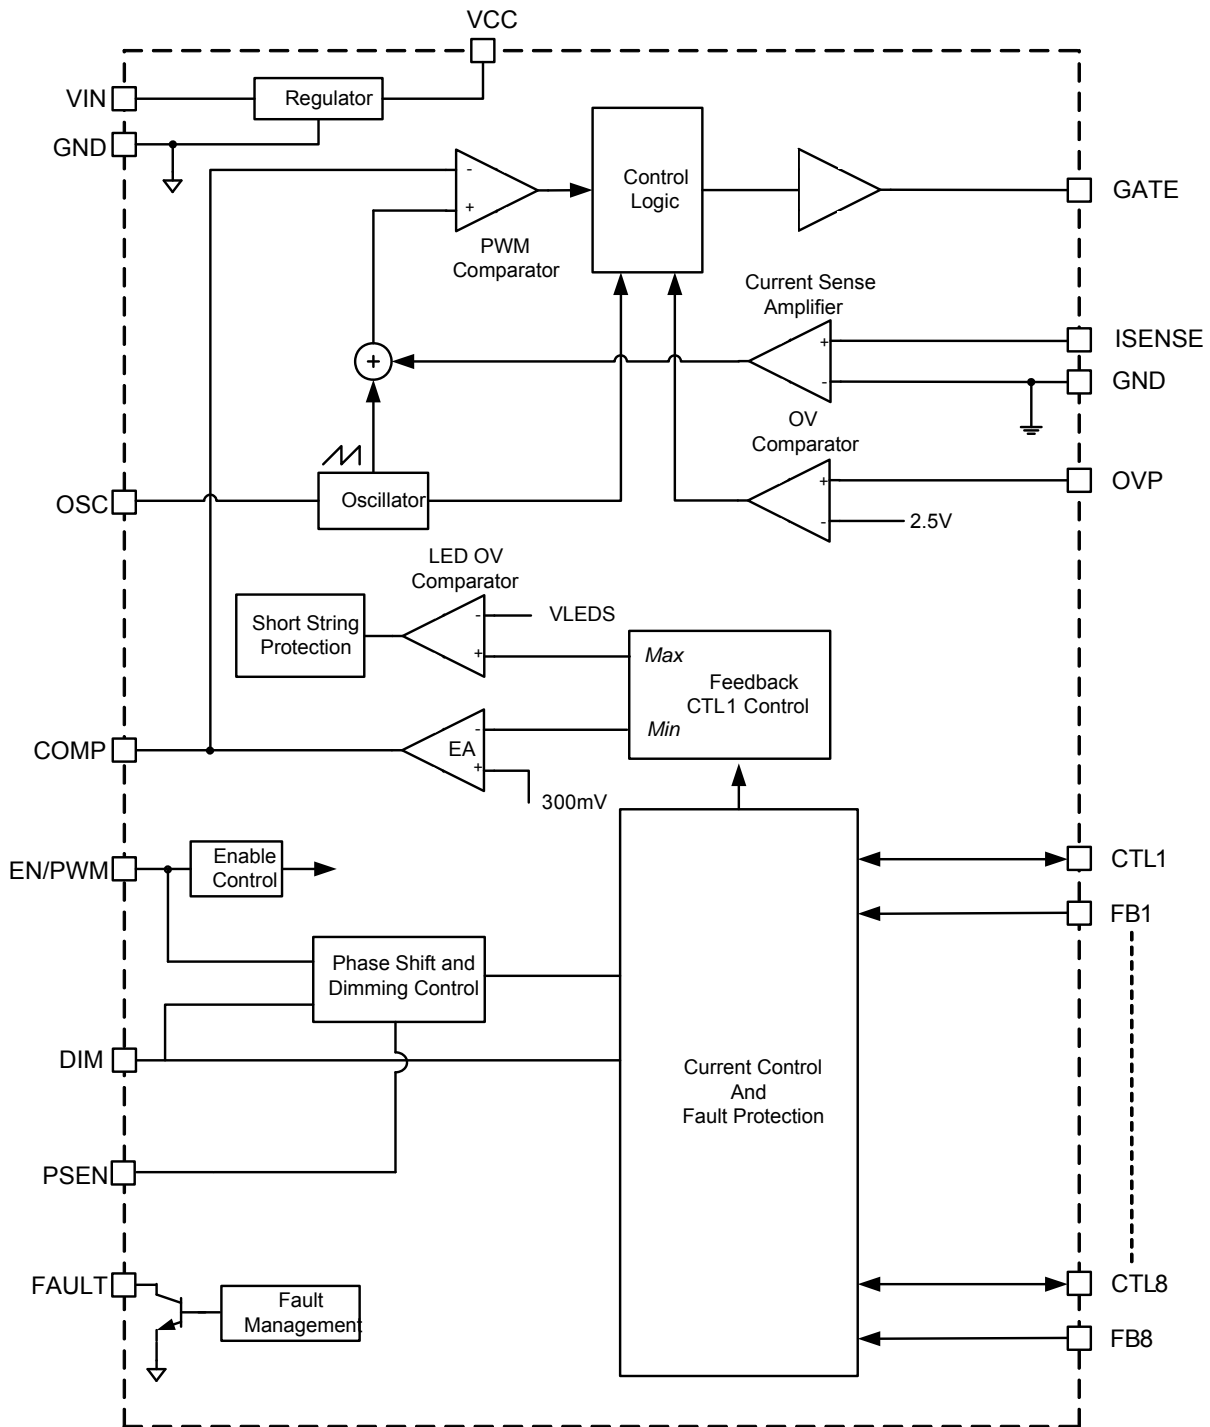 VCC
VIN
Regulator
GND
-
+
PWM
Comparator
Control
Logic
GATE
Current Sense
Amplifier
+
-
ISENSE
GND
+
OV
Comparator
+
-
OVP
2.5V
OSC
Oscillator
LED OV
Comparator
Short String
Protection
-
+
VLEDS
Max
Feedback
CTL1 Control
Min
COMP
-
EA
+
300mV
EN/PWM
Enable
Control
CTL1
FB1
Phase Shift and
Dimming Control
DIM
Current Control
And
Fault Protection
PSEN
FAULT
Fault
Management
CTL8
FB8